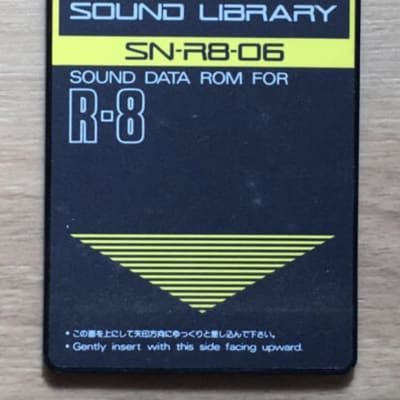 SOUND LIBRARY
SN-R8-06
SOUND DATA ROM FOR
R-8
• この面を上にして矢印方向にゆっくりと差し込んで下さい。
• Gently insert with this side facing upward.